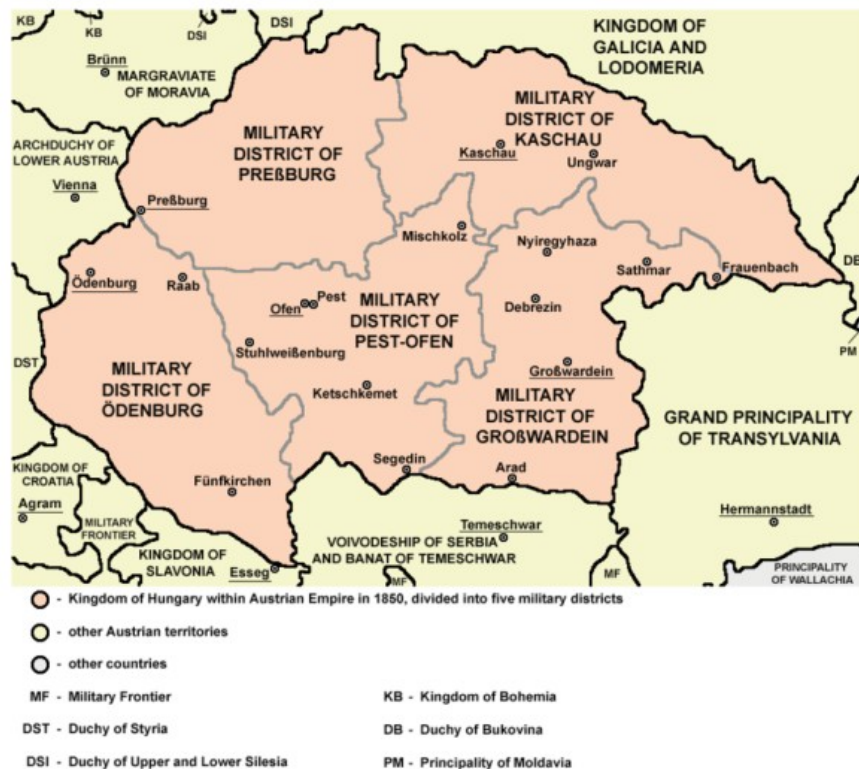 KB
KB
DSI
DSI
KINGDOM OF
GALICIA AND
LODOMERIA
Brünn
MARGRAVIATE
OF MORAVIA
MILITARY
DISTRICT OF
PREßBURG
MILITARY
DISTRICT OF
KASCHAU
Kaschau
Ungwar
ARCHDUCHY OF
LOWER AUSTRIA
Vienna
Preßburg
Mischkolz
Nyiregyhaza
Sathmar
Frauenbach
DB
Ödenburg
Raab
Ofen
Pest
MILITARY
DISTRICT OF
PEST-OFEN
Debrezin
PM
DST
Stuhlweißenburg
MILITARY
DISTRICT OF
ÖDENBURG
Ketschkemet
Großwardein
MILITARY
DISTRICT OF
GROßWARDEIN
GRAND PRINCIPALITY
OF TRANSYLVANIA
KINGDOM OF
CROATIA
Agram
MILITARY
FRONTIER
Fünfkirchen
Segedin
Arad
KINGDOM OF
SLAVONIA
Esseg
VOIVODESHIP OF SERBIA
AND BANAT OF TEMESCHWAR
Temeschwar
MF
MF
Hermannstadt
PRINCIPALITY
OF WALLACHIA
- Kingdom of Hungary within Austrian Empire in 1850, divided into five military districts
- other Austrian territories
- other countries
MF - Military Frontier
KB - Kingdom of Bohemia
DST - Duchy of Styria
DB - Duchy of Bukovina
DSI - Duchy of Upper and Lower Silesia
PM - Principality of Moldavia